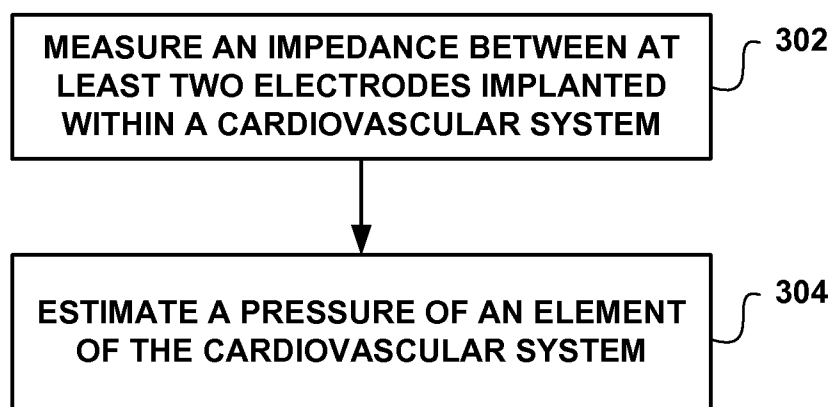 MEASURE AN IMPEDANCE BETWEEN AT
LEAST TWO ELECTRODES IMPLANTED
WITHIN A CARDIOVASCULAR SYSTEM
302
ESTIMATE A PRESSURE OF AN ELEMENT
OF THE CARDIOVASCULAR SYSTEM
304